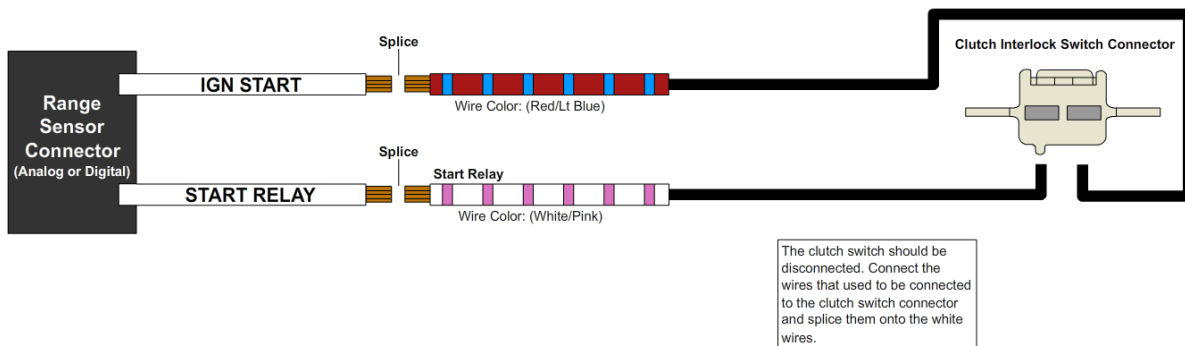 Splice
Clutch Interlock Switch Connector
IGN START
Range
Sensor
Connector
(Analog or Digital)
Wire Color: (Red/Lt Blue)
Splice
Start Relay
START RELAY
Wire Color: (White/Pink)
The clutch switch should be
disconnected. Connect the
wires that used to be connected
to the clutch switch connector
and splice them onto the white
wires.